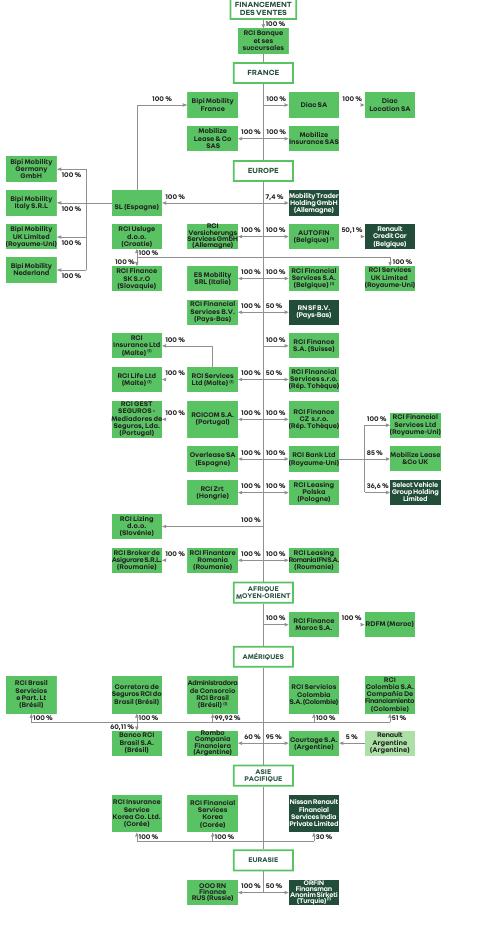 FINANCEMENT
DES VENTES
100 %
RCI Banque
et ses
succursales
FRANCE
100 %
Bipi Mobility
France
100 %
Diac SA
100 %
Diac
Location SA
Mobilize
Lease & Co
SAS
100 %
100 %
Mobilize
Insurance SAS
Bipi Mobility
Germany
GmbH
100 %
EUROPE
Bipi Mobility
Italy S.R.L
100 %
SL (Espagne)
100 %
7,4 %
Mobility Trader
Holding GmbH
(Allemagne)
Bipi Mobility
UK Limited
(Royaume-Uni)
100 %
RCI Usluge
d.o.o.
(Croatie)
100 %
RCI
Versicherungs
Services GmbH
(Allemagne)
100 %
100 %
AUTOFIN
(Belgique) (1)
50,1 %
Renault
Credit Car
(Belgique)
Bipi Mobility
Nederland
100 %
100 %
RCI Finance
SK S.r.O
(Slovaquie)
ES Mobility
SRL (Italie)
100 %
100 %
RCI Financial
Services S.A.
(Belgique) (1)
100 %
RCI Services
UK Limited
(Royaume-Uni)
RCI Financial
Services B.V.
(Pays-Bas)
100 %
50 %
RN SF B.V.
(Pays-Bas)
RCI
Insurance Ltd
(Malte) (1)
100 %
100 %
RCI Finance
S.A. (Suisse)
RCI Life Ltd
(Malte) (1)
100 %
RCI Services
Ltd (Malte) (1)
100 %
50 %
RCI Financial
Services s.r.o.
(Rép. Tchèque)
RCI GEST
SEGUROS -
Mediadores de
Seguros, Lda.
(Portugal)
100 %
RCICOM S.A.
(Portugal)
100 %
100 %
RCI Finance
CZ s.r.o.
(Rép. Tchèque)
100 %
RCI Financial
Services Ltd
(Royaume-Uni)
Overlease SA
(Espagne)
100 %
100 %
RCI Bank Ltd
(Royaume-Uni)
85 %
Mobilize Lease
&Co UK
RCI Zrt
(Hongrie)
100 %
100 %
RCI Leasing
Polska
(Pologne)
36,6 %
Select Vehicle
Group Holding
Limited
RCI Lizing
d.o.o.
(Slovénie)
100 %
RCI Broker de
Asigurare S.R.L.
(Roumanie)
100 %
RCI Finantare
Romania
(Roumanie)
100 %
100 %
RCI Leasing
Romania IFN S.A.
(Roumanie)
AFRIQUE
MOYEN-ORIENT
100 %
RCI Finance
Maroc S.A.
100 %
RDFM (Maroc)
AMÉRIQUES
RCI Brasil
Servicios
e Part. Lt
(Brésil)
100 %
Corretora de
Seguros RCI do
Brasil (Brésil)
100 %
Administradora
de Consorcio
RCI Brasil
(Brésil) (1)
99,92 %
RCI Servicios
Colombia
S.A.(Colombie)
100 %
RCI
Colombia S.A.
Compañia De
Financiamiento
(Colombie)
51 %
60,11 %
Banco RCI
Brasil S.A.
(Brésil)
Rombo
Compania
Financiera
(Argentine)
60 %
95 %
Courtage S.A.
(Argentine)
5 %
Renault
Argentine
(Argentine)
ASIE
PACIFIQUE
RCI Insurance
Service
Korea Co. Ltd.
(Corée)
100 %
RCI Financial
Services
Korea
(Corée)
100 %
Nissan Renault
Financial
Services India
Private Limited
30 %
EURASIE
OOO RN
Finance
RUS (Russie)
100 %
50 %
ORFIN
Finansman
Anonim Sirketi
(Turquie) (1)